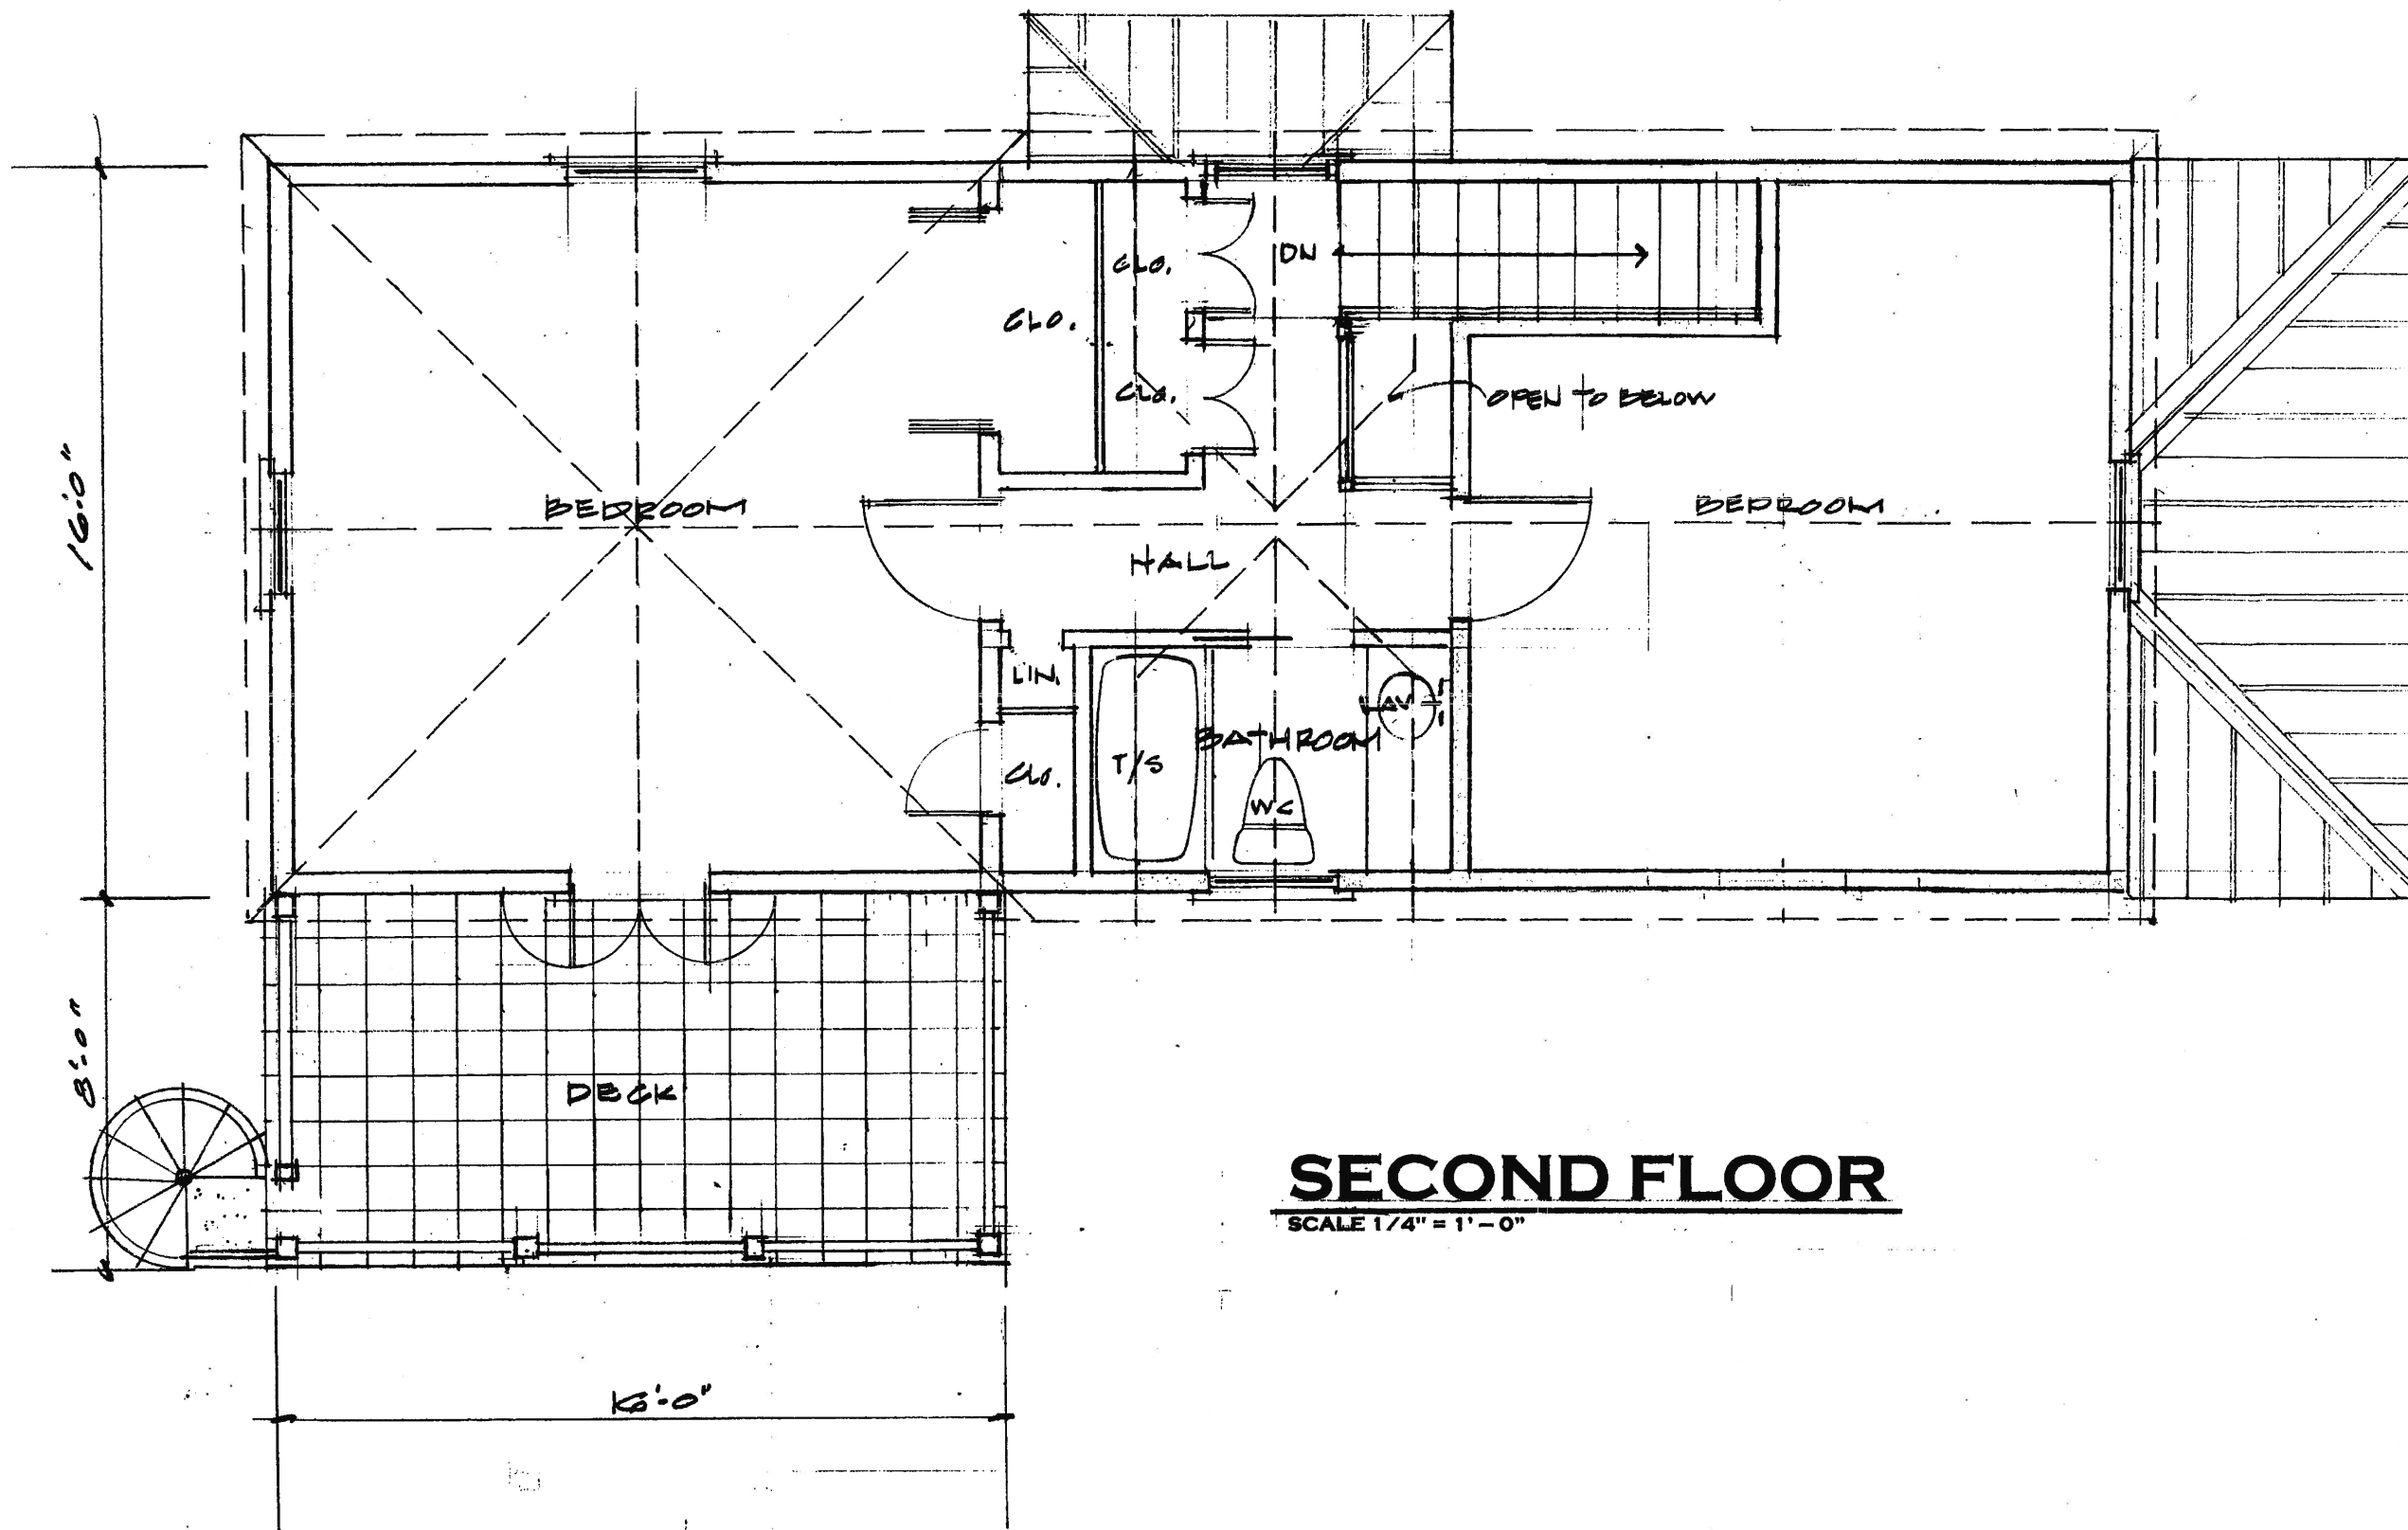 CLO.
DN
CLO.
CLO.
OPEN TO BELOW
16'-0"
BEDROOM
BEDROOM
HALL
LIN.
LAV
BATHROOM
T/S
CLO.
WC
8'-0"
DECK
SECOND FLOOR
SCALE 1/4" = 1' – 0"
16'-0"